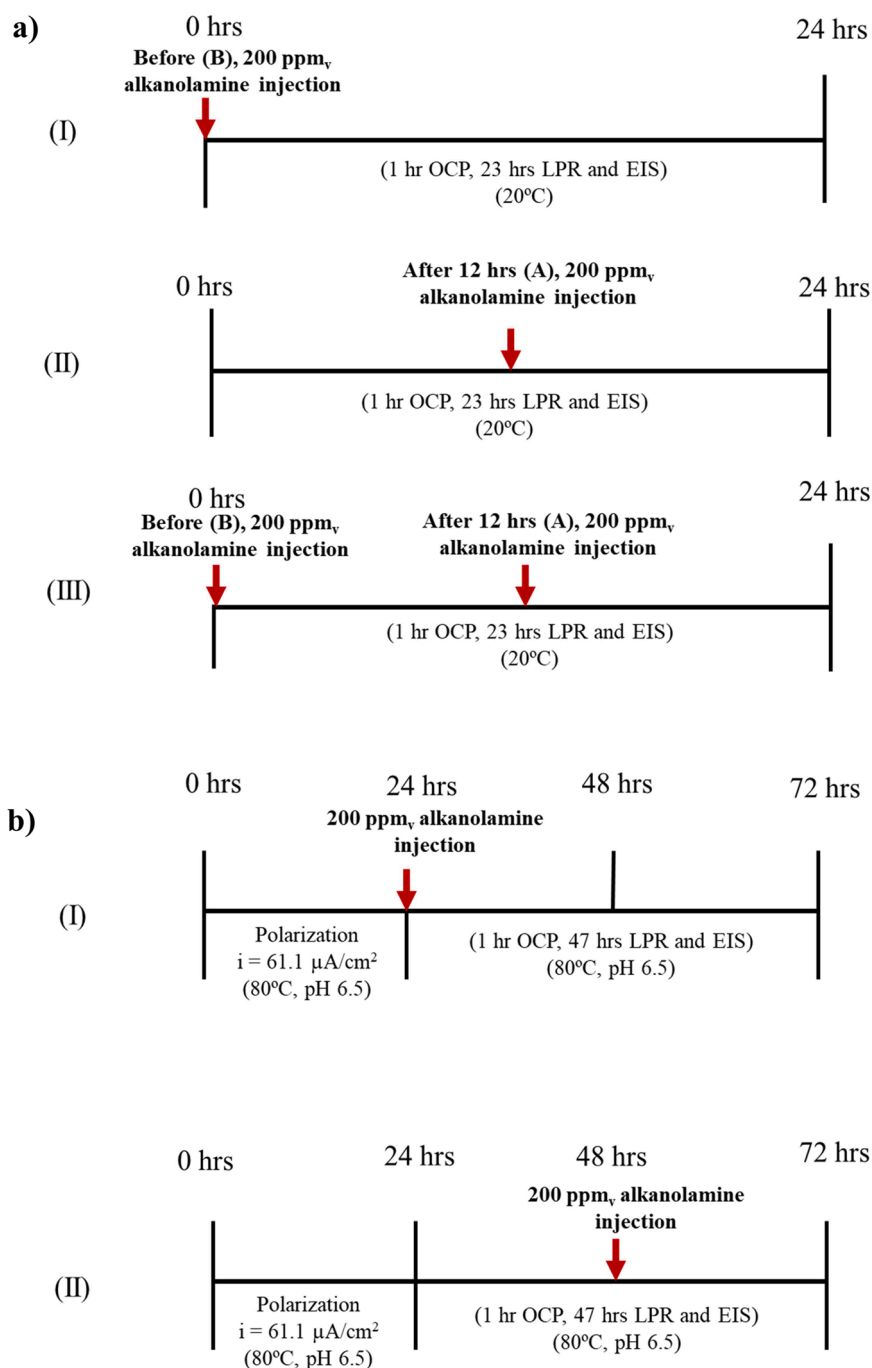 a)
0 hrs
24 hrs
Before (B), 200 ppmv
alkanolamine injection
(I)
(1 hr OCP, 23 hrs LPR and EIS)
(20ºC)
0 hrs
After 12 hrs (A), 200 ppmv
alkanolamine injection
24 hrs
(II)
(1 hr OCP, 23 hrs LPR and EIS)
(20ºC)
0 hrs
24 hrs
Before (B), 200 ppmv
alkanolamine injection
After 12 hrs (A), 200 ppmv
alkanolamine injection
(III)
(1 hr OCP, 23 hrs LPR and EIS)
(20ºC)
b)
0 hrs
24 hrs
48 hrs
72 hrs
200 ppmv alkanolamine
injection
(I)
Polarization
i = 61.1 µA/cm²
(80ºC, pH 6.5)
(1 hr OCP, 47 hrs LPR and EIS)
(80ºC, pH 6.5)
0 hrs
24 hrs
48 hrs
72 hrs
200 ppmv alkanolamine
injection
(II)
Polarization
i = 61.1 µA/cm²
(80ºC, pH 6.5)
(1 hr OCP, 47 hrs LPR and EIS)
(80ºC, pH 6.5)